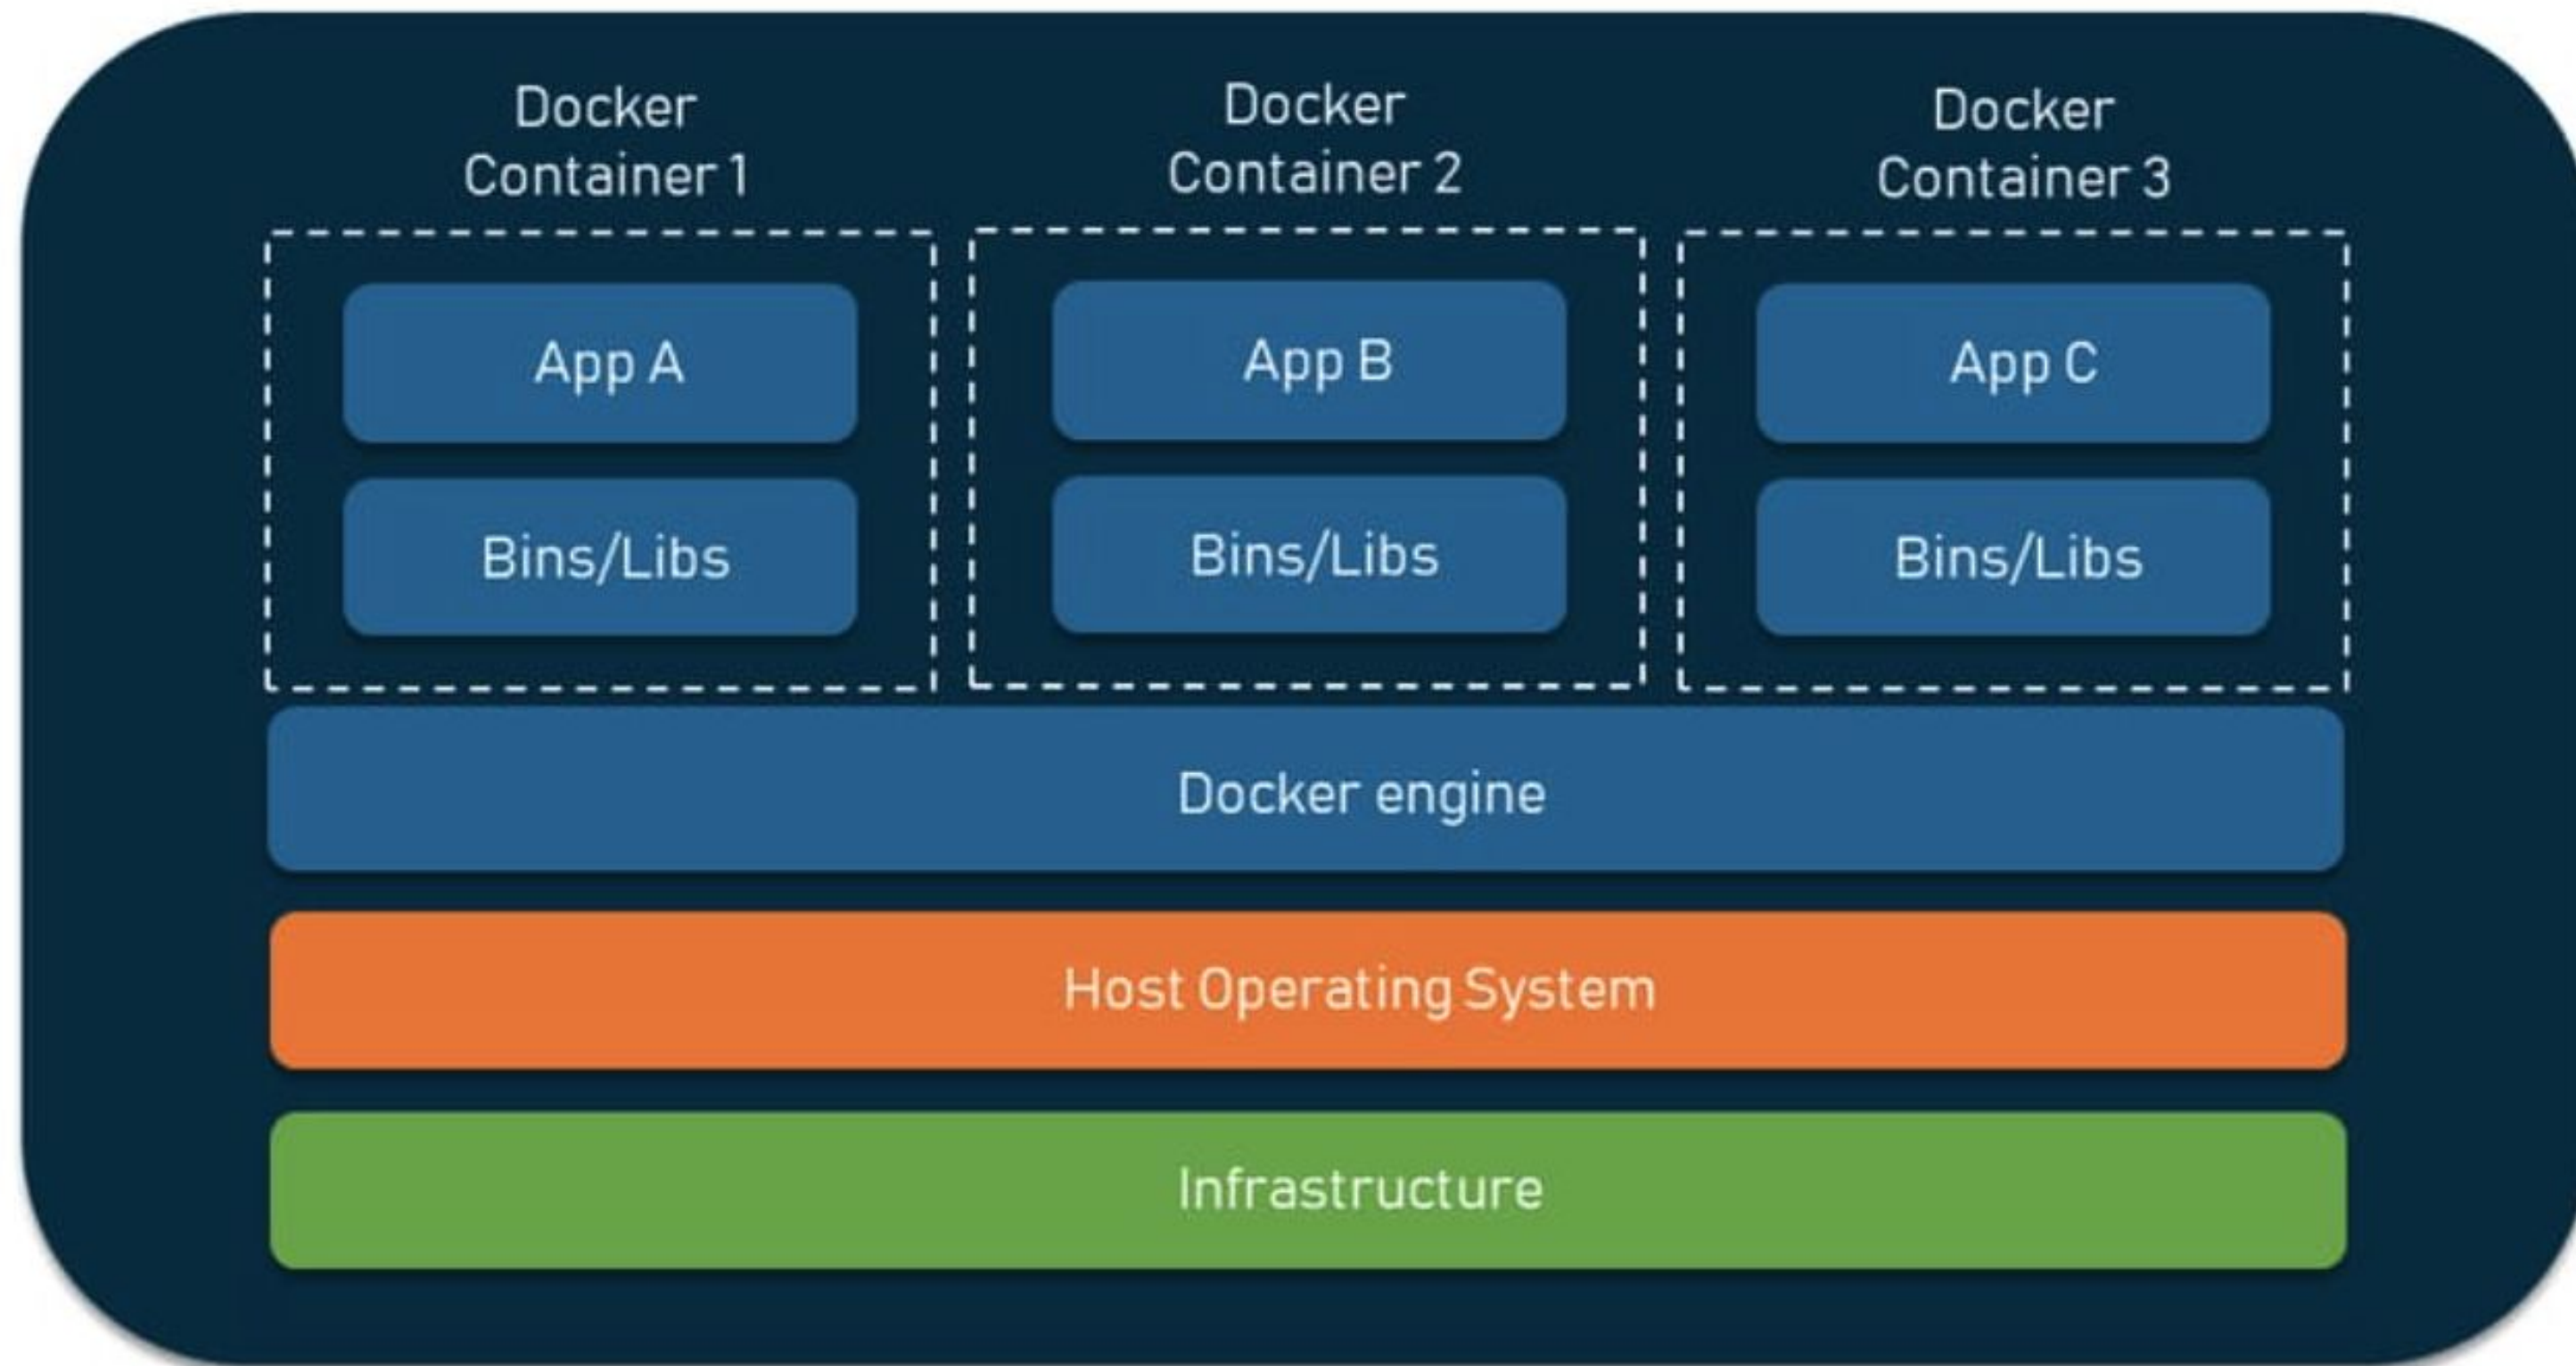 Docker
Container 1
Docker
Container 2
Docker
Container 3
App A
App B
App C
Bins/Libs
Bins/Libs
Bins/Libs
Docker engine
Host Operating System
Infrastructure